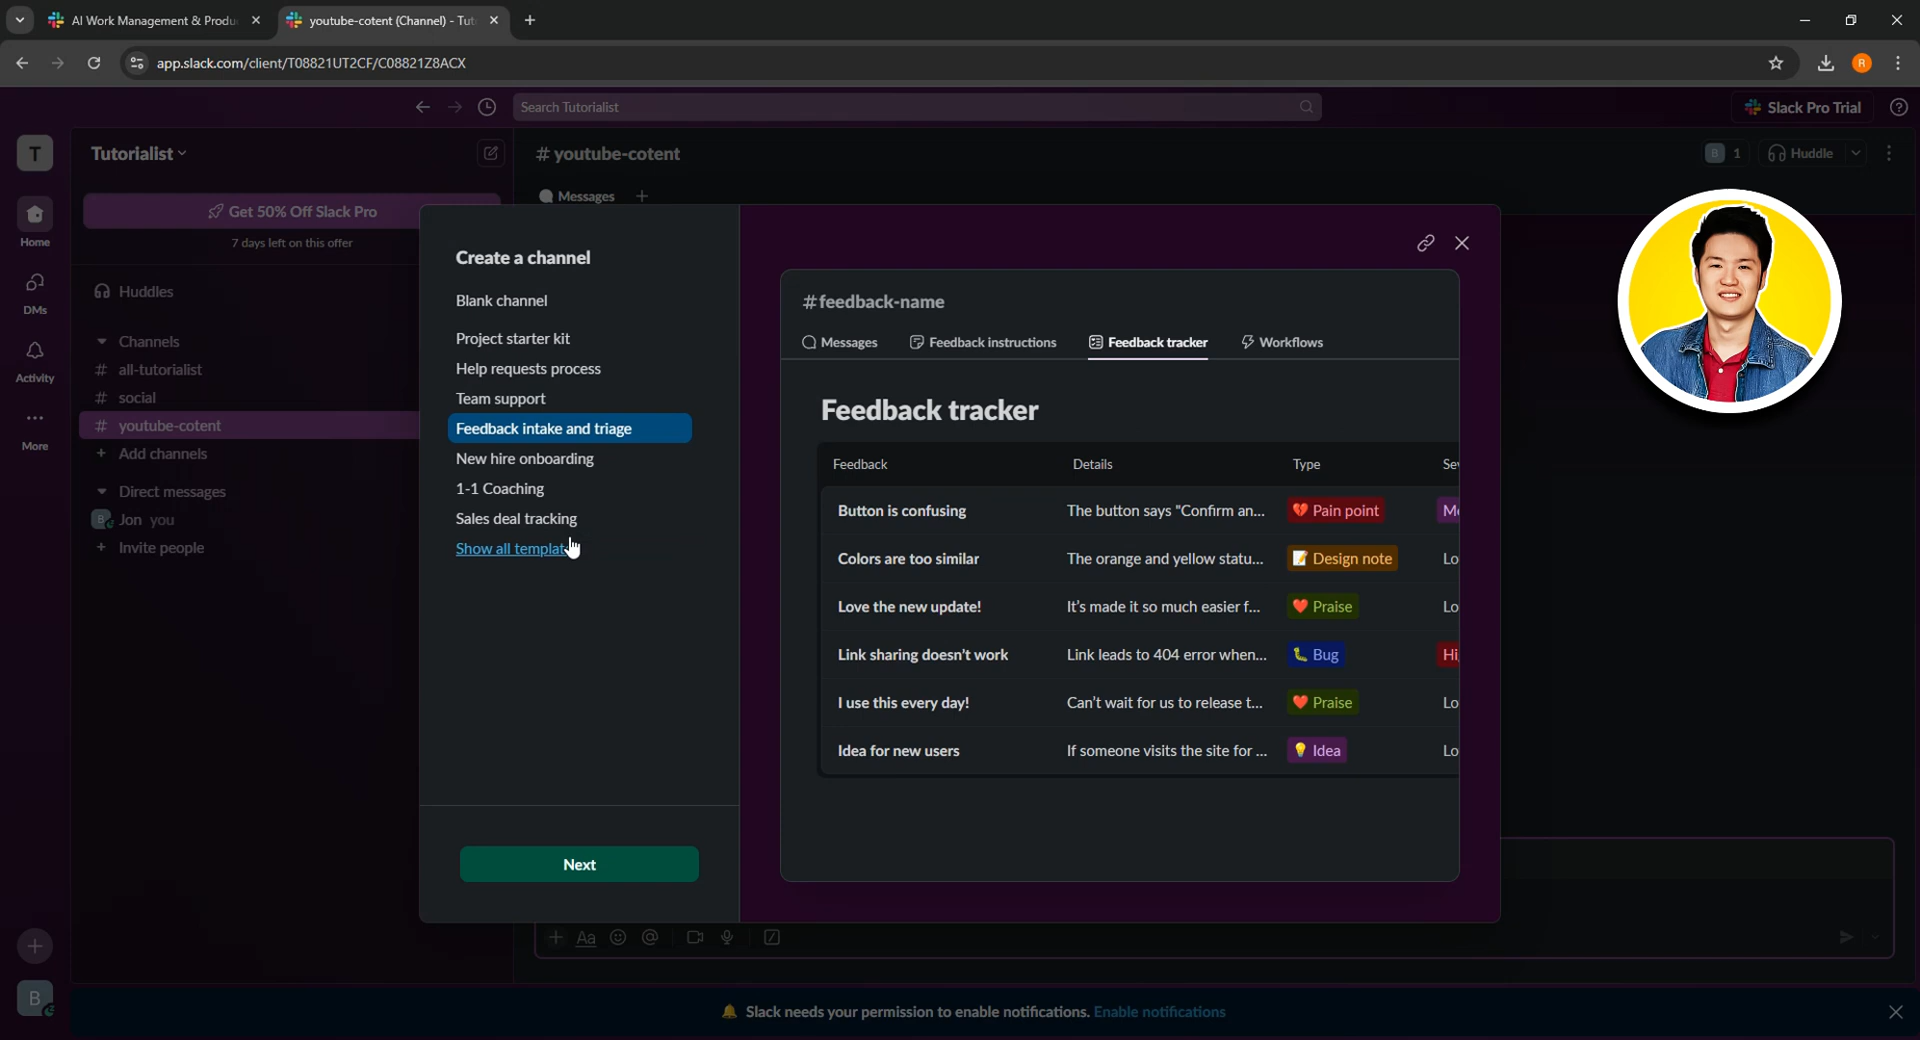 AI Work Management & Produ
youtube-cotent (Channel) - Tut
app.slack.com/client/T08821UT2CF/C08821Z8ACX
R
Search Tutorialist
Slack Pro Trial
T
Tutorialist
# youtube-cotent
B 1
Huddle
Messages
Get 50% Off Slack Pro
7 days left on this offer
Home
DMs
Activity
More
Huddles
Channels
# all-tutorialist
# social
# youtube-cotent
+ Add channels
Direct messages
B Jon you
+ Invite people
B
Create a channel
Blank channel
Project starter kit
Help requests process
Team support
Feedback intake and triage
New hire onboarding
1-1 Coaching
Sales deal tracking
Show all templat
Next
# feedback-name
Messages
Feedback instructions
Feedback tracker
Workflows
Feedback tracker
Feedback Details Type Sev
Button is confusing The button says "Confirm an... 💔 Pain point Me
Colors are too similar The orange and yellow statu... 📝 Design note Lo
Love the new update! It's made it so much easier f... ❤️ Praise Lo
Link sharing doesn't work Link leads to 404 error when... 🐛 Bug Hi
I use this every day! Can't wait for us to release t... ❤️ Praise Lo
Idea for new users If someone visits the site for ... 💡 Idea Lo
Aa
🔔 Slack needs your permission to enable notifications. Enable notifications